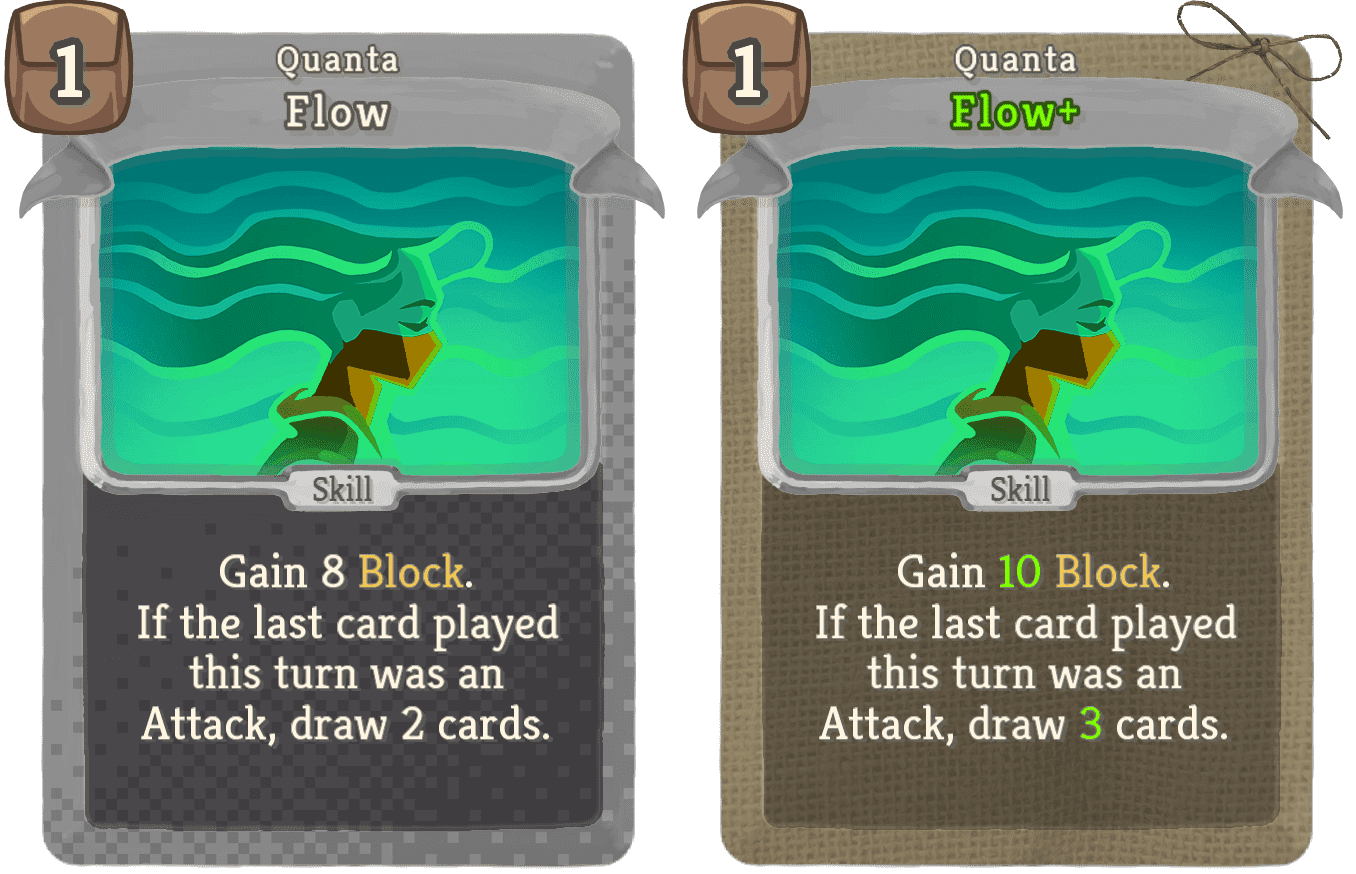 1
Quanta
Flow
Skill
Gain 8 Block.
If the last card played
this turn was an
Attack, draw 2 cards.
1
Quanta
Flow+
Skill
Gain 10 Block.
If the last card played
this turn was an
Attack, draw 3 cards.